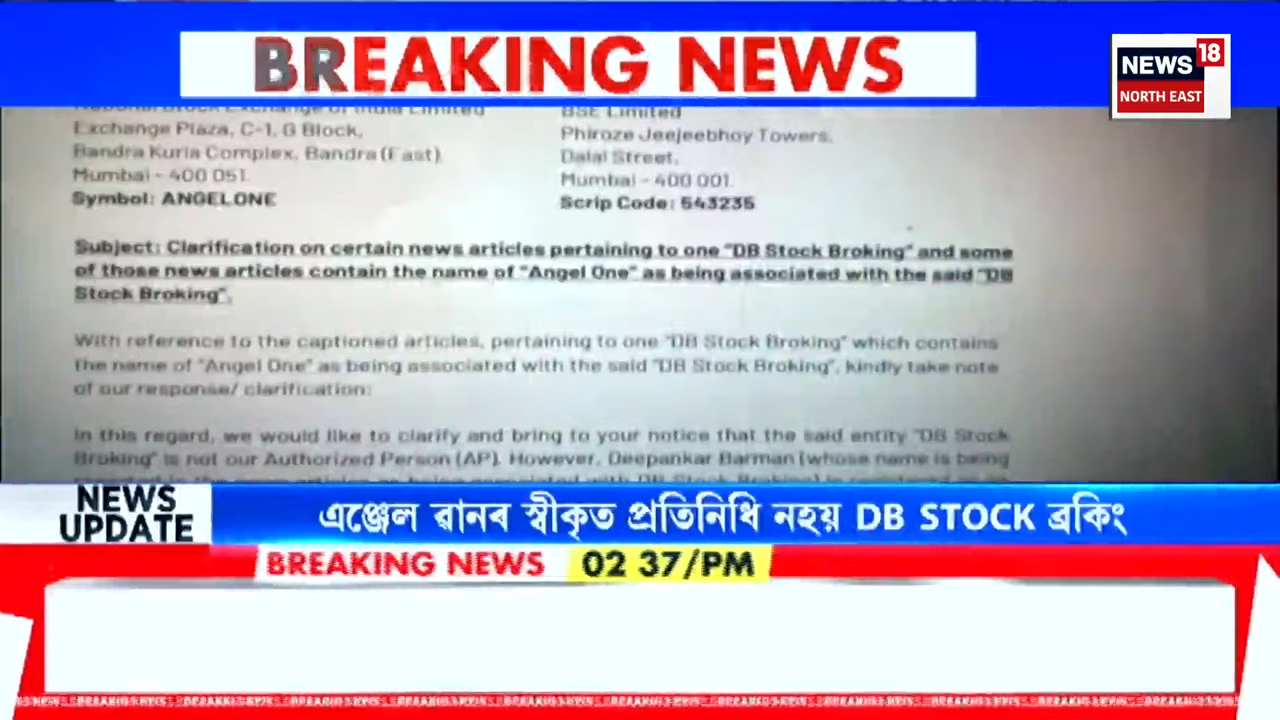 BREAKING NEWS
NEWS 18
NORTH EAST
National Stock Exchange of India Limited
Exchange Plaza, C-1, G Block,
Bandra Kurla Complex, Bandra (East),
Mumbai - 400 051.
Symbol: ANGELONE
BSE Limited
Phiroze Jeejeebhoy Towers,
Dalal Street,
Mumbai - 400 001.
Scrip Code: 543235
Subject: Clarification on certain news articles pertaining to one "DB Stock Broking" and some
of those news articles contain the name of "Angel One" as being associated with the said "DB
Stock Broking".
With reference to the captioned articles, pertaining to one "DB Stock Broking" which contains
the name of "Angel One" as being associated with the said "DB Stock Broking", kindly take note
of our response/ clarification:
In this regard, we would like to clarify and bring to your notice that the said entity "DB Stock
Broking" is not our Authorized Person (AP). However, Deepankar Barman (whose name is being
NEWS
UPDATE
এঞ্জেল ৱানৰ স্বীকৃত প্ৰতিনিধি নহয় DB STOCK ব্ৰকিং
BREAKING NEWS 02 37/PM